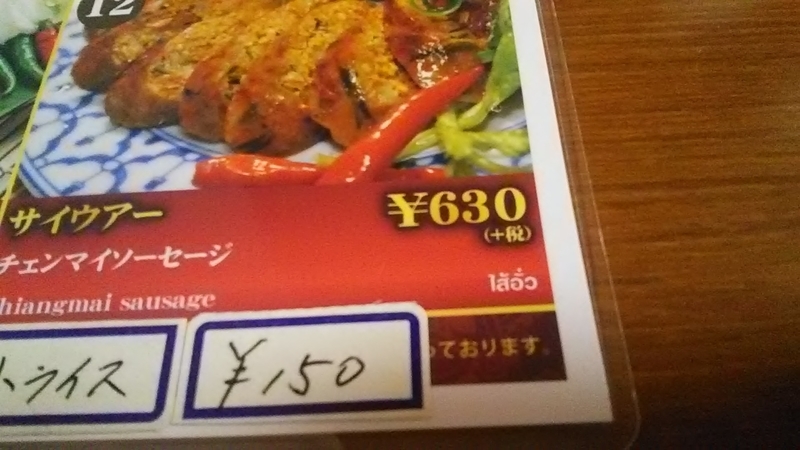 12
サイウアー
¥630
(+税)
チェンマイソーセージ
ไส้อั่ว
hiangmai sausage
っております。
トライス
¥150